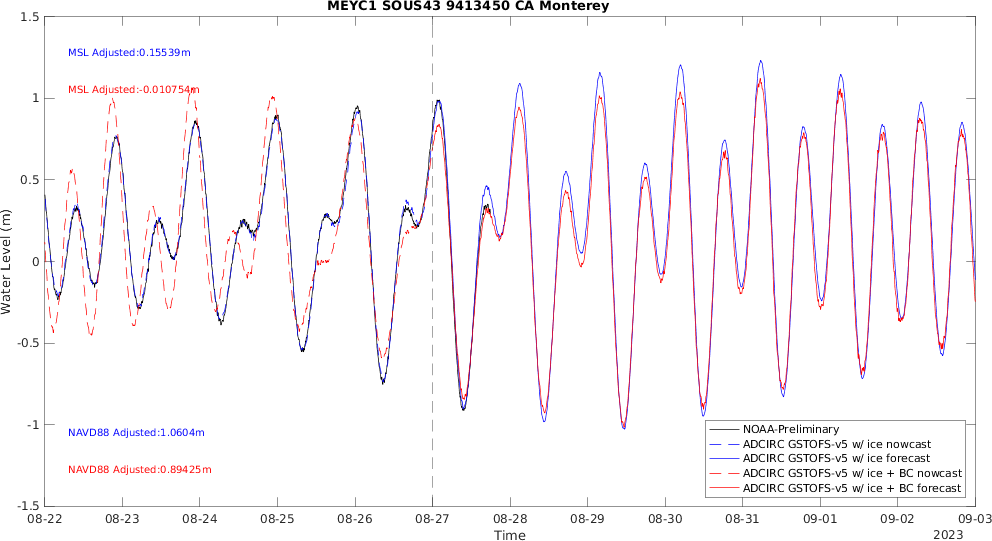 MEYC1 SOUS43 9413450 CA Monterey
1.5
1
0.5
0
-0.5
-1
-1.5
Water Level (m)
MSL Adjusted:0.15539m
MSL Adjusted:-0.010754m
NAVD88 Adjusted:1.0604m
NAVD88 Adjusted:0.89425m
NOAA-Preliminary
ADCIRC GSTOFS-v5 w/ ice nowcast
ADCIRC GSTOFS-v5 w/ ice forecast
ADCIRC GSTOFS-v5 w/ ice + BC nowcast
ADCIRC GSTOFS-v5 w/ ice + BC forecast
08-22 08-23 08-24 08-25 08-26 08-27 08-28 08-29 08-30 08-31 09-01 09-02 09-03
Time
2023